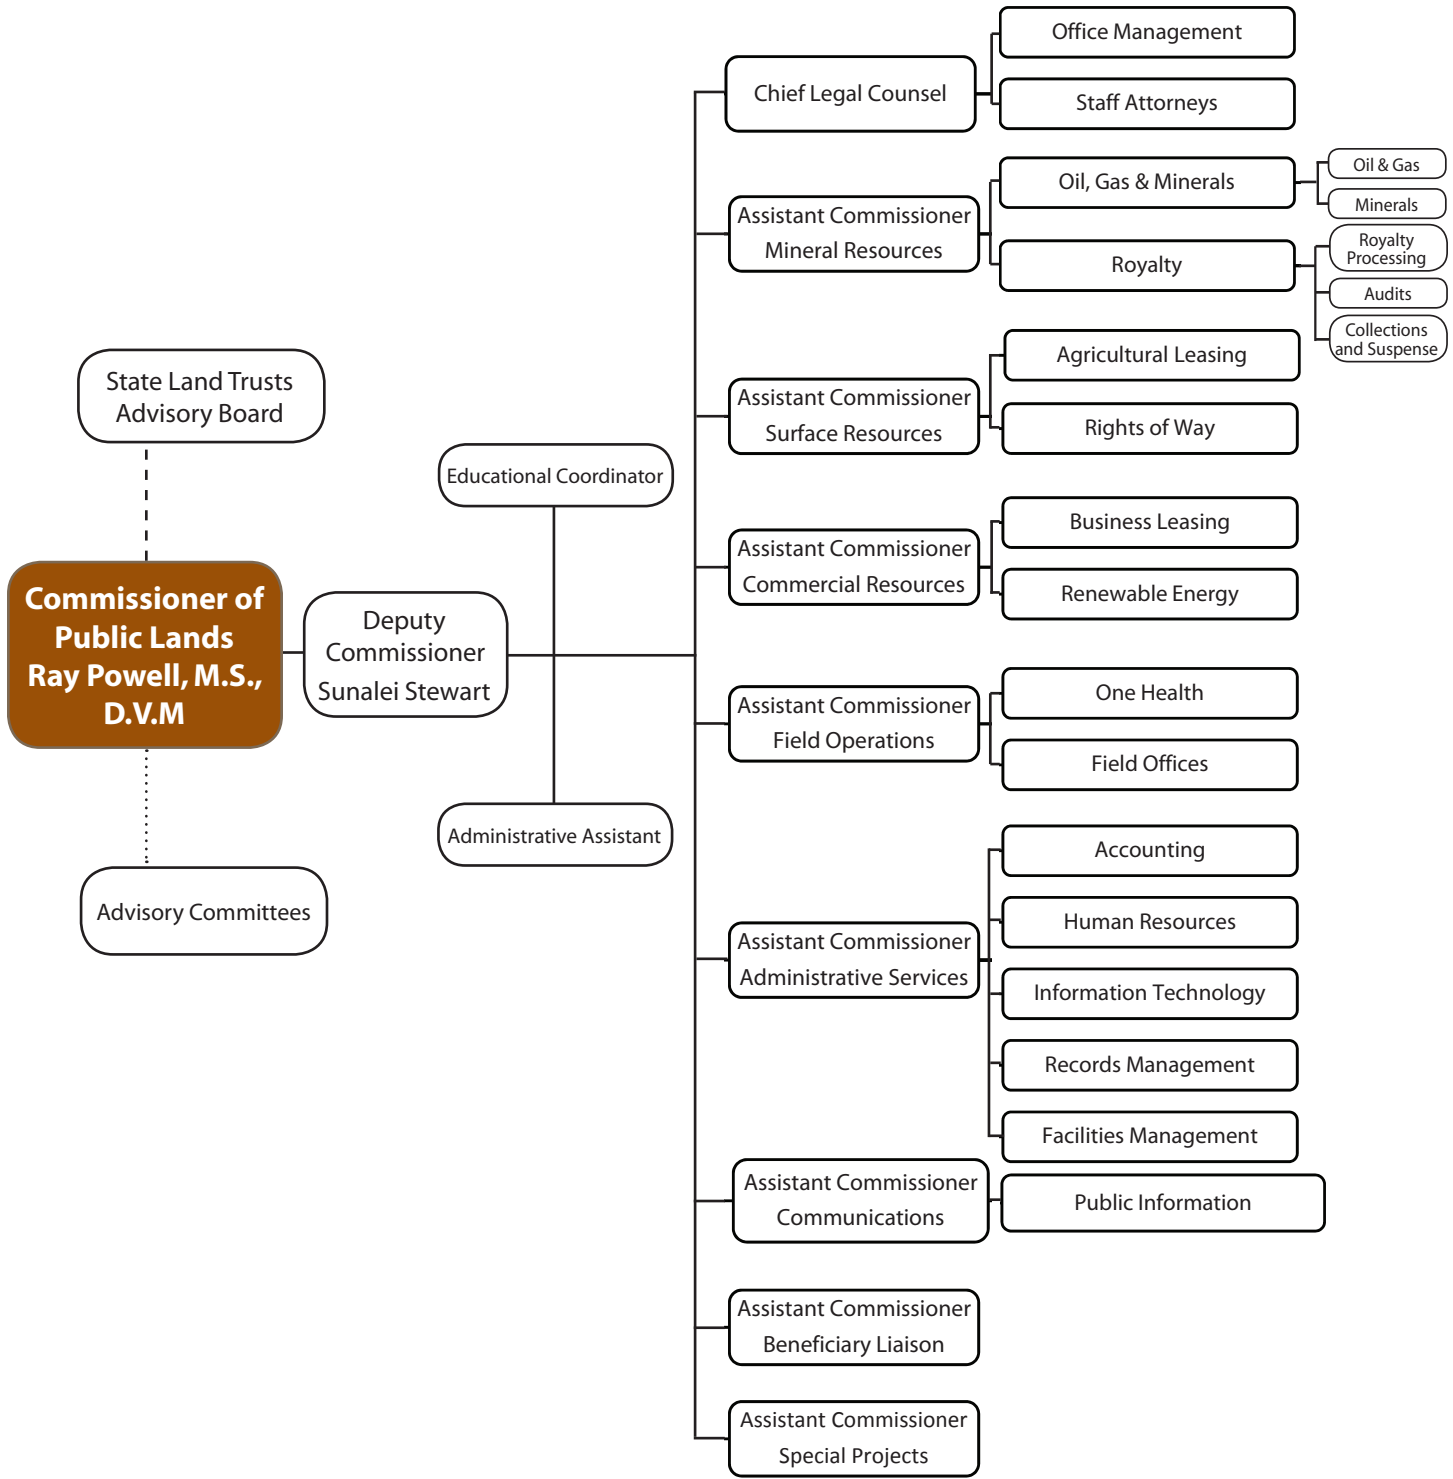 State Land Trusts
Advisory Board
Commissioner of
Public Lands
Ray Powell, M.S.,
D.V.M
Advisory Committees
Deputy
Commissioner
Sunalei Stewart
Educational Coordinator
Administrative Assistant
Chief Legal Counsel
Office Management
Staff Attorneys
Assistant Commissioner
Mineral Resources
Oil, Gas & Minerals
Oil & Gas
Minerals
Royalty
Royalty
Processing
Audits
Collections
and Suspense
Assistant Commissioner
Surface Resources
Agricultural Leasing
Rights of Way
Assistant Commissioner
Commercial Resources
Business Leasing
Renewable Energy
Assistant Commissioner
Field Operations
One Health
Field Offices
Assistant Commissioner
Administrative Services
Accounting
Human Resources
Information Technology
Records Management
Facilities Management
Assistant Commissioner
Communications
Public Information
Assistant Commissioner
Beneficiary Liaison
Assistant Commissioner
Special Projects